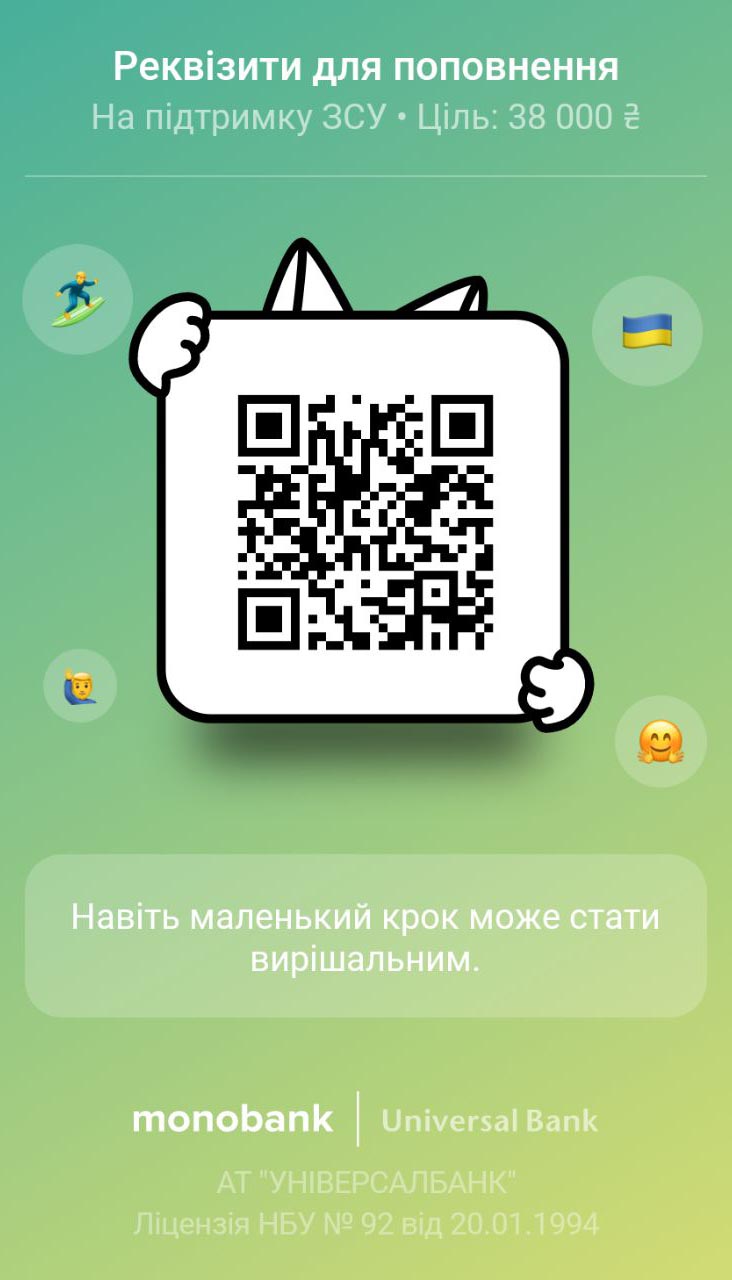 Реквізити для поповнення
На підтримку ЗСУ • Ціль: 38 000 ₴
Навіть маленький крок може стати
вирішальним.
monobank | Universal Bank
АТ "УНІВЕРСАЛБАНК"
Ліцензія НБУ № 92 від 20.01.1994